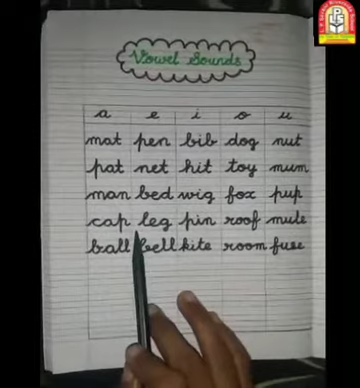 Vowel Sounds
a e i o u
mat pen bib dog nut
pat net hit toy mum
man bed wig fox pup
cap leg pin roof mule
ball bell kite room fuse